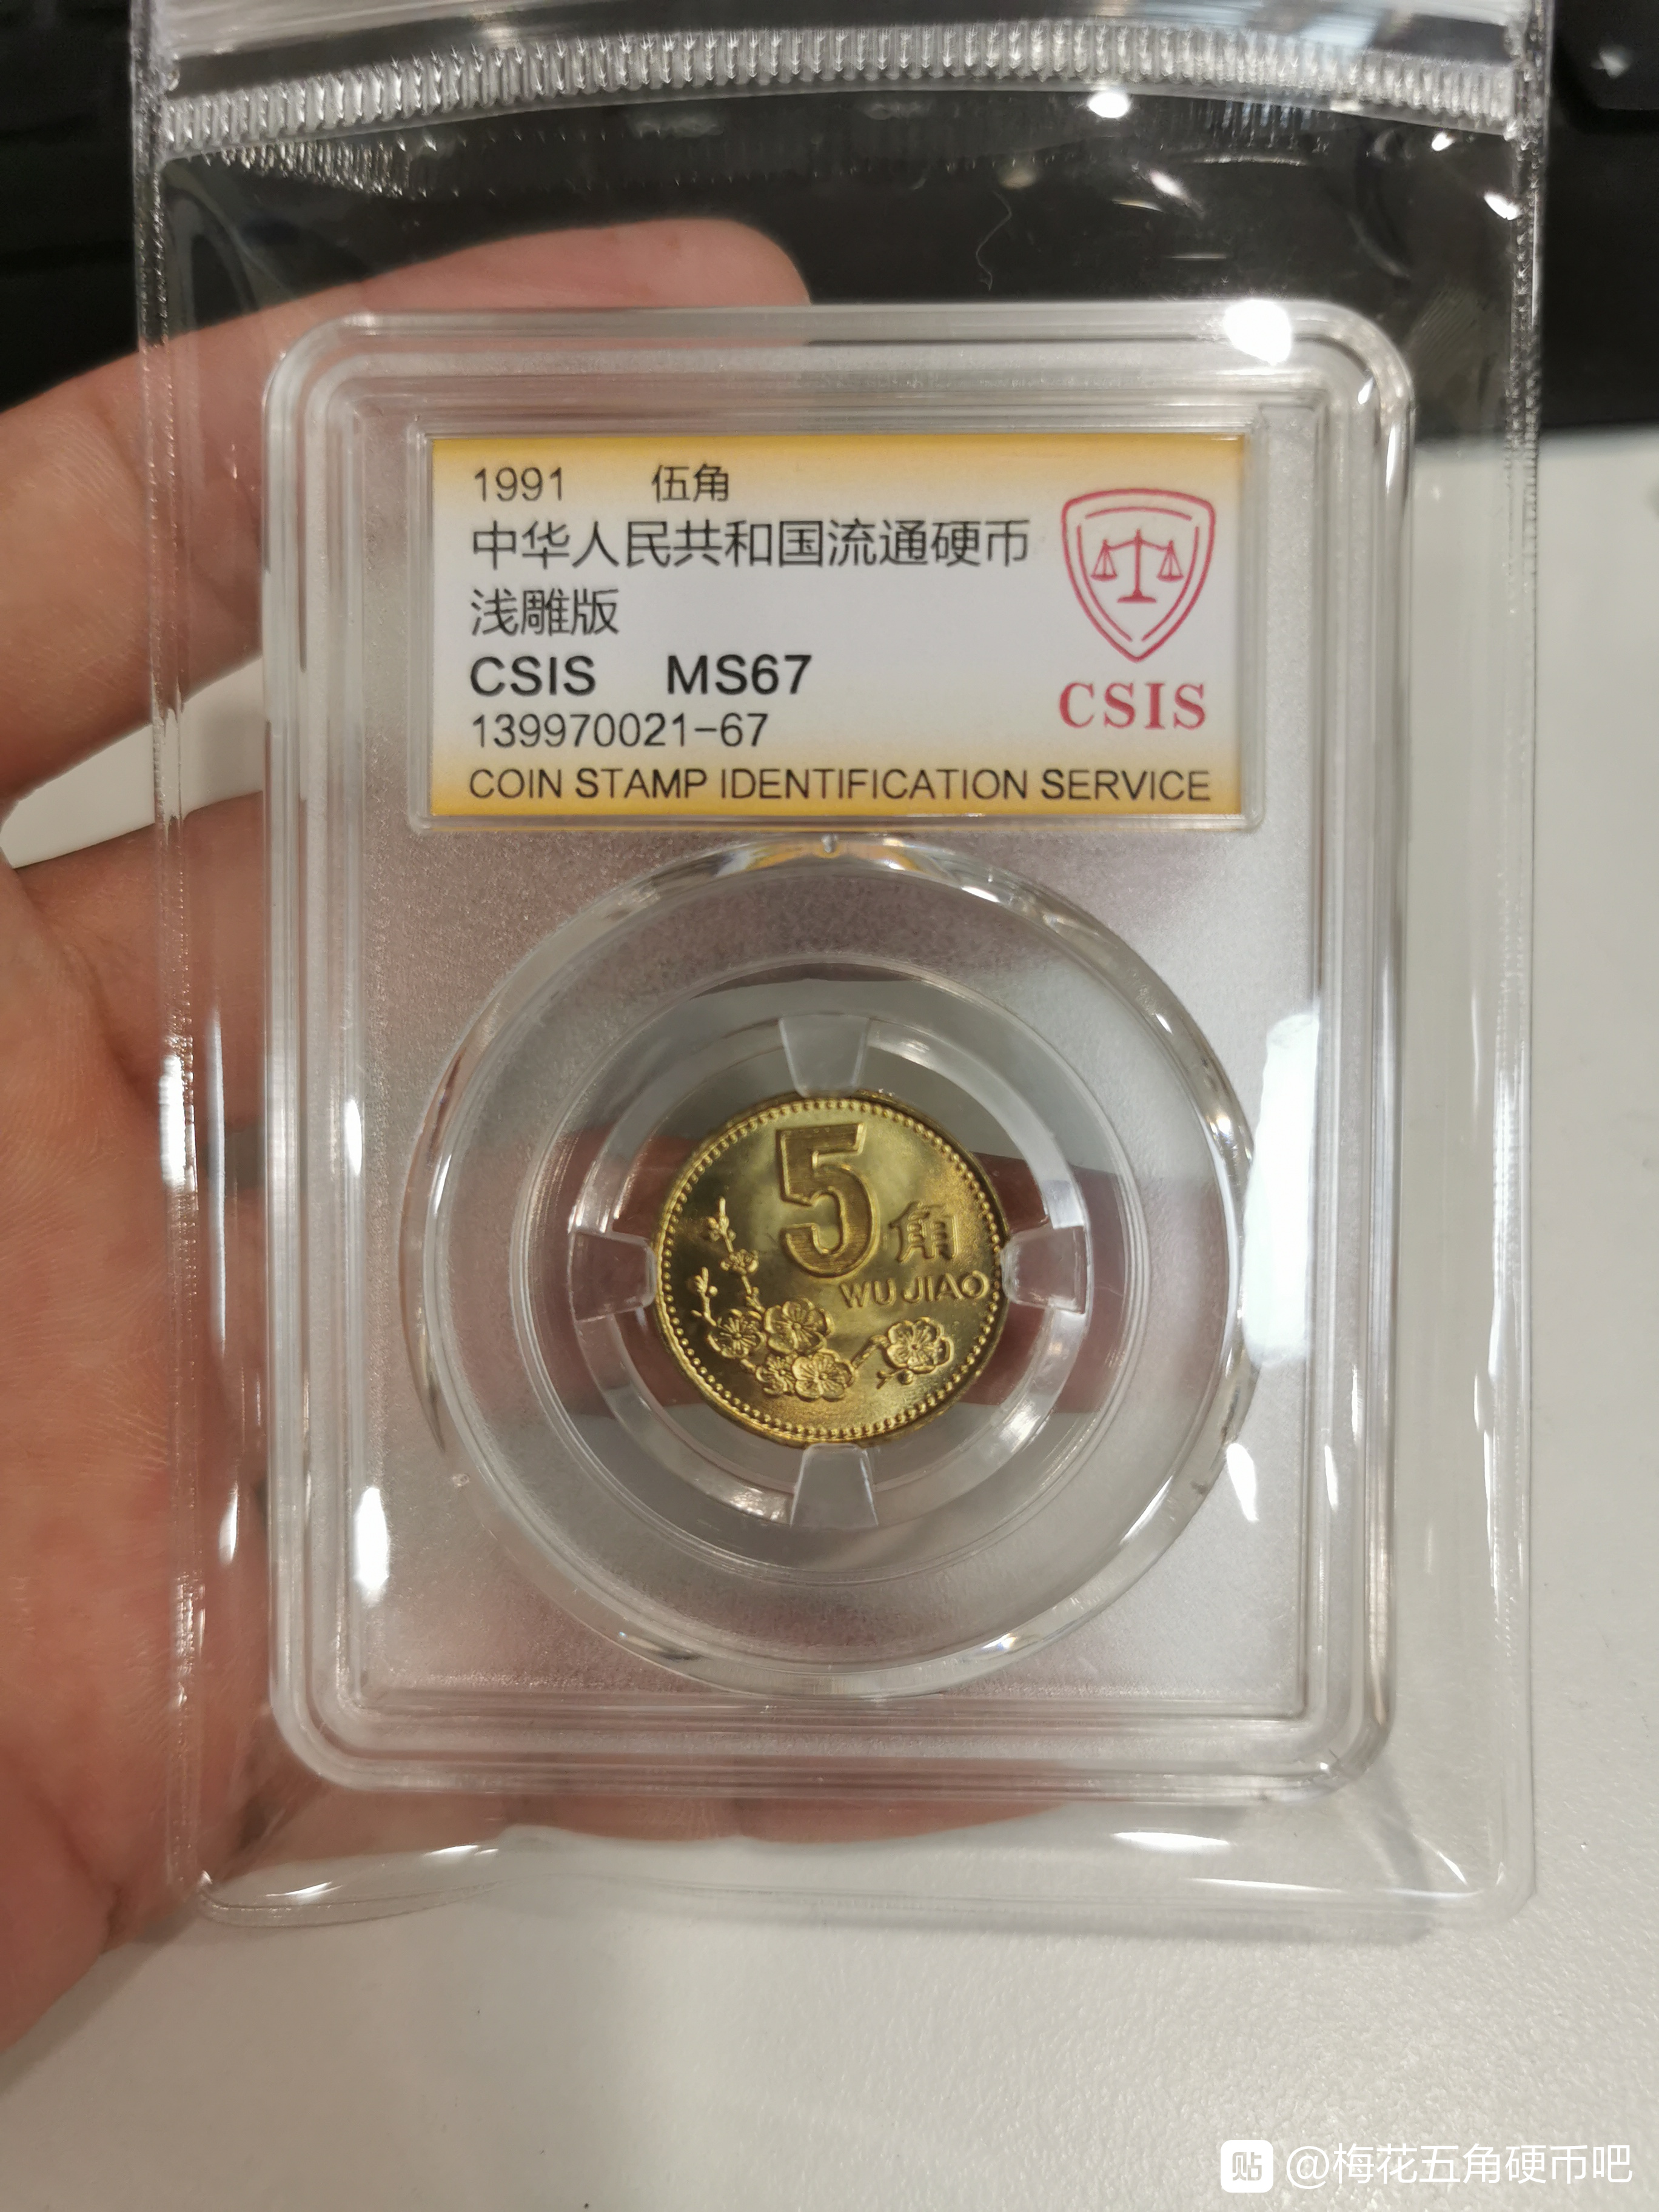 1991 伍角
中华人民共和国流通硬币
浅雕版
CSIS MS67
139970021-67
COIN STAMP IDENTIFICATION SERVICE
CSIS
5
角
WU JIAO
贴 @梅花五角硬币吧